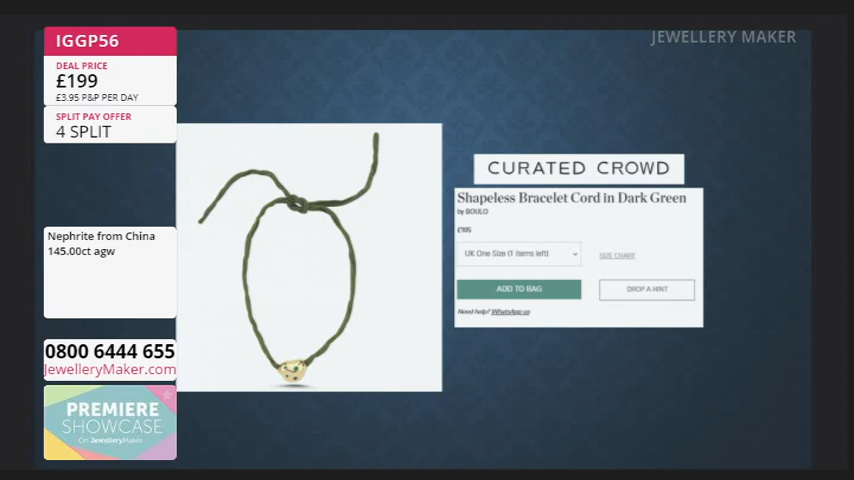 IGGP56
DEAL PRICE
£199
£3.95 P&P PER DAY
SPLIT PAY OFFER
4 SPLIT
Nephrite from China
145.00ct agw
0800 6444 655
JewelleryMaker.com
PREMIERE
SHOWCASE
On JewelleryMaker
JEWELLERY MAKER
CURATED CROWD
Shapeless Bracelet Cord in Dark Green
by BOULO
£105
UK One Size (1 items left)
SIZE CHART
ADD TO BAG
DROP A HINT
Need help? WhatsApp us